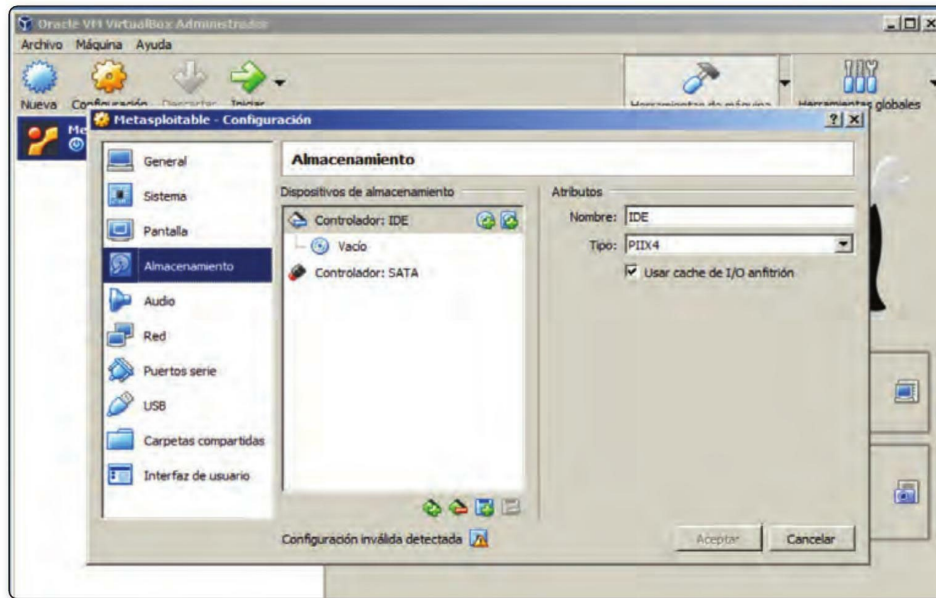 Oracle VM VirtualBox Administrador
Archivo Máquina Ayuda
Nueva Configuración Descartar Iniciar Herramientas de máquina Herramientas globales
Metasploitable - Configuración
General
Sistema
Pantalla
Almacenamiento
Audio
Red
Puertos serie
USB
Carpetas compartidas
Interfaz de usuario
Almacenamiento
Dispositivos de almacenamiento
Controlador: IDE
Vacío
Controlador: SATA
Atributos
Nombre: IDE
Tipo: PIIX4
Usar cache de I/O anfitrión
Configuración inválida detectada
Aceptar Cancelar